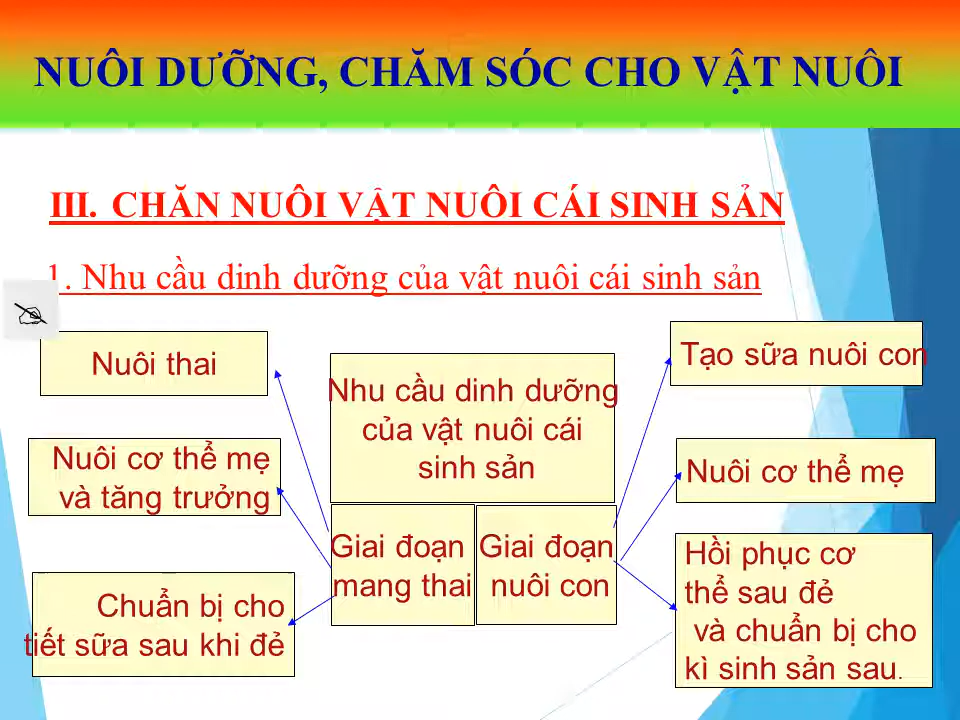 NUÔI DƯỠNG, CHĂM SÓC CHO VẬT NUÔI
III. CHĂN NUÔI VẬT NUÔI CÁI SINH SẢN
1. Nhu cầu dinh dưỡng của vật nuôi cái sinh sản
Nuôi thai
Nuôi cơ thể mẹ
và tăng trưởng
Chuẩn bị cho
tiết sữa sau khi đẻ
Nhu cầu dinh dưỡng
của vật nuôi cái
sinh sản
Giai đoạn
mang thai
Giai đoạn
nuôi con
Tạo sữa nuôi con
Nuôi cơ thể mẹ
Hồi phục cơ
thể sau đẻ
và chuẩn bị cho
kì sinh sản sau.